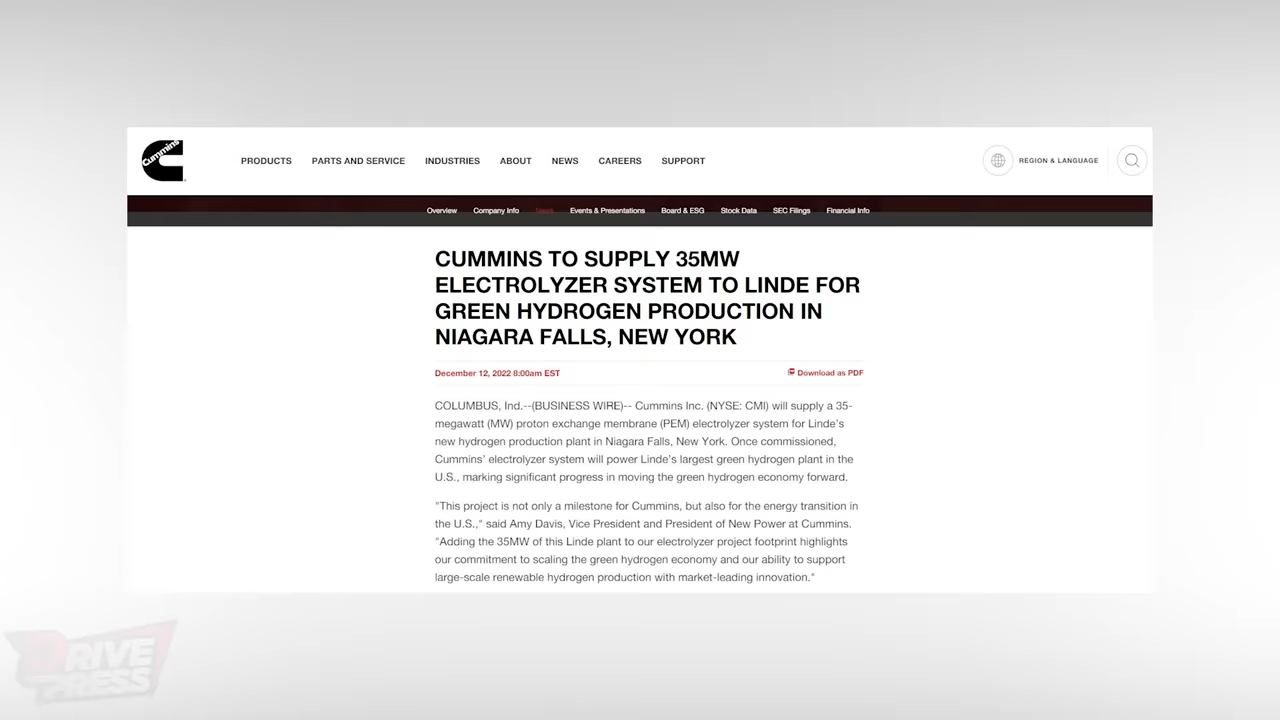 Cummins
PRODUCTS PARTS AND SERVICE INDUSTRIES ABOUT NEWS CAREERS SUPPORT REGION & LANGUAGE
Overview Company Info News Events & Presentations Board & ESG Stock Data SEC Filings Financial Info
CUMMINS TO SUPPLY 35MW
ELECTROLYZER SYSTEM TO LINDE FOR
GREEN HYDROGEN PRODUCTION IN
NIAGARA FALLS, NEW YORK
December 12, 2022 8:00am EST Download as PDF
COLUMBUS, Ind.--(BUSINESS WIRE)-- Cummins Inc. (NYSE: CMI) will supply a 35-
megawatt (MW) proton exchange membrane (PEM) electrolyzer system for Linde's
new hydrogen production plant in Niagara Falls, New York. Once commissioned,
Cummins' electrolyzer system will power Linde's largest green hydrogen plant in the
U.S., marking significant progress in moving the green hydrogen economy forward.
"This project is not only a milestone for Cummins, but also for the energy transition in
the U.S.," said Amy Davis, Vice President and President of New Power at Cummins.
"Adding the 35MW of this Linde plant to our electrolyzer project footprint highlights
our commitment to scaling the green hydrogen economy and our ability to support
large-scale renewable hydrogen production with market-leading innovation."
DRIVE
PRESS